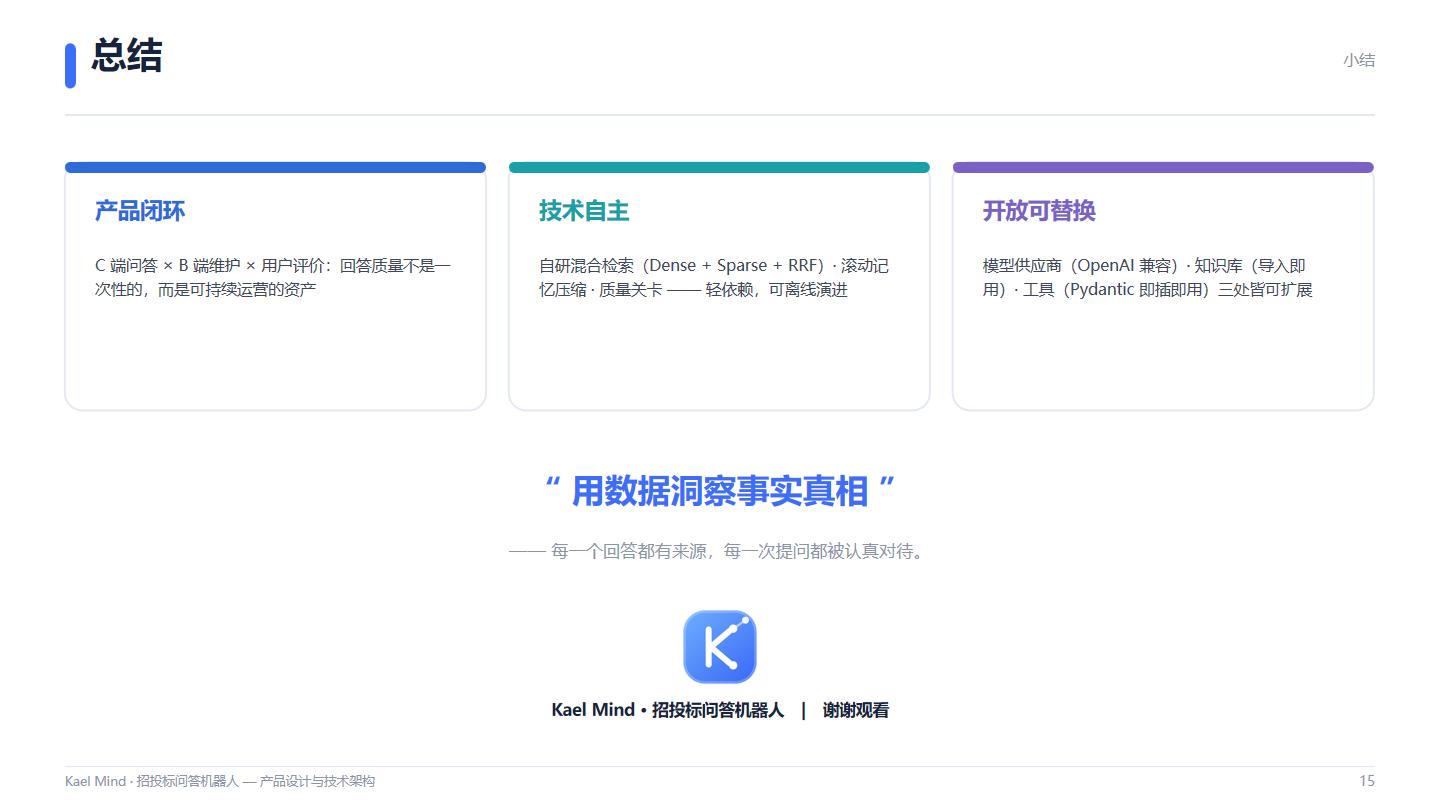 总结
小结
产品闭环
C 端问答 × B 端维护 × 用户评价：回答质量不是一
次性的，而是可持续运营的资产
技术自主
自研混合检索（Dense + Sparse + RRF）· 滚动记
忆压缩 · 质量关卡 —— 轻依赖，可离线演进
开放可替换
模型供应商（OpenAI 兼容）· 知识库（导入即
用）· 工具（Pydantic 即插即用）三处皆可扩展
“ 用数据洞察事实真相 ”
—— 每一个回答都有来源，每一次提问都被认真对待。
K
Kael Mind · 招投标问答机器人 | 谢谢观看
Kael Mind · 招投标问答机器人 — 产品设计与技术架构
15